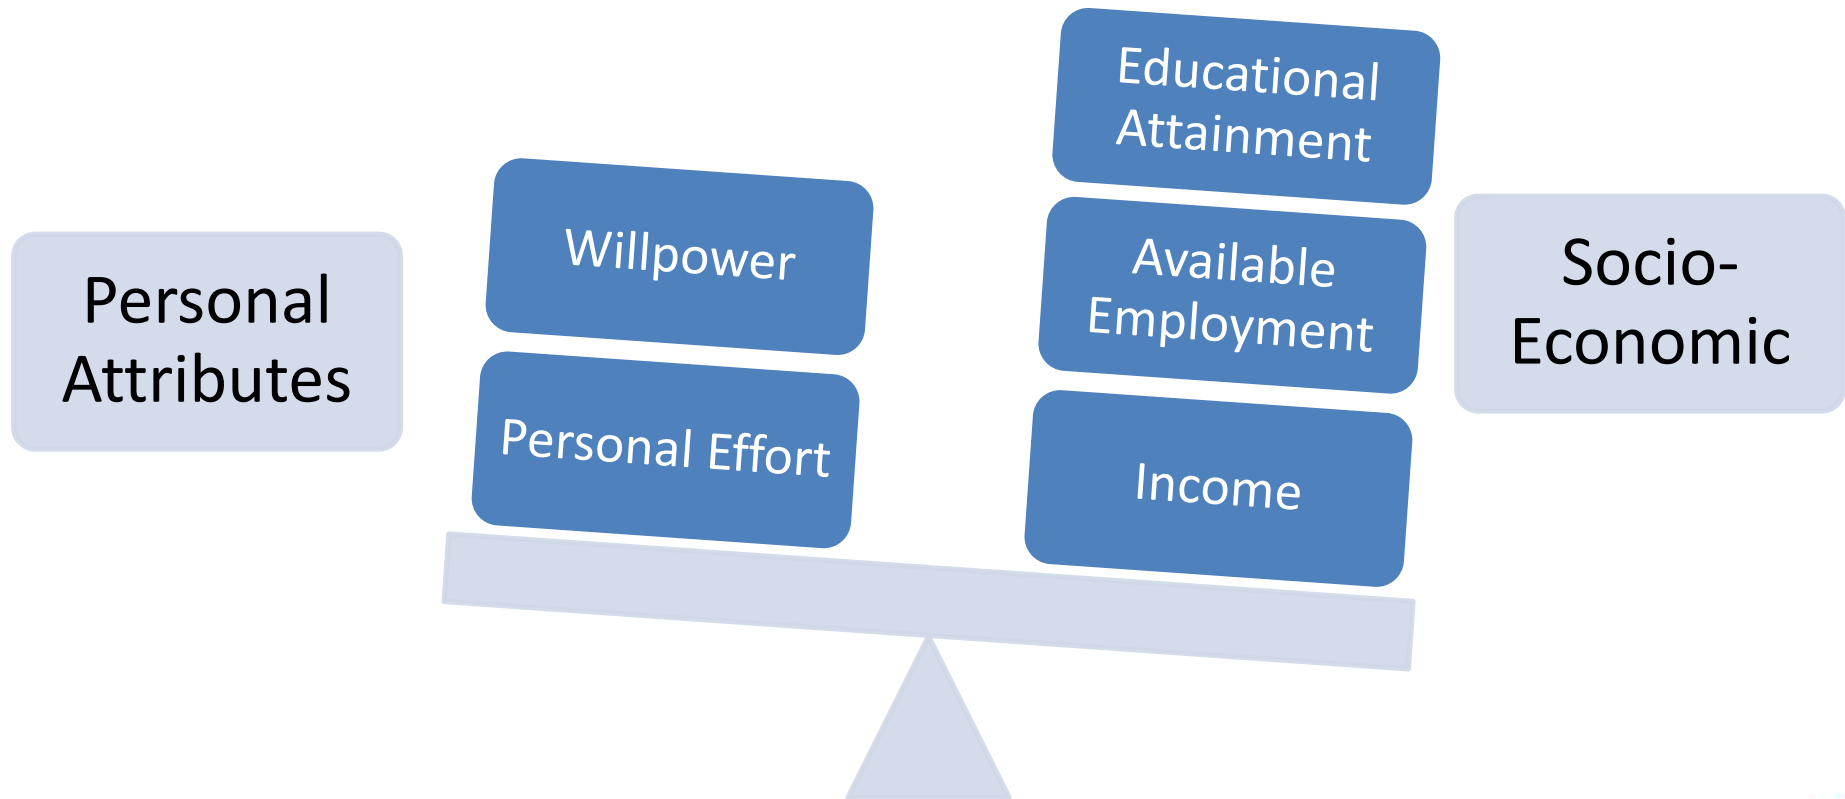 Personal
Attributes
Willpower
Personal Effort
Educational
Attainment
Available
Employment
Income
Socio-
Economic